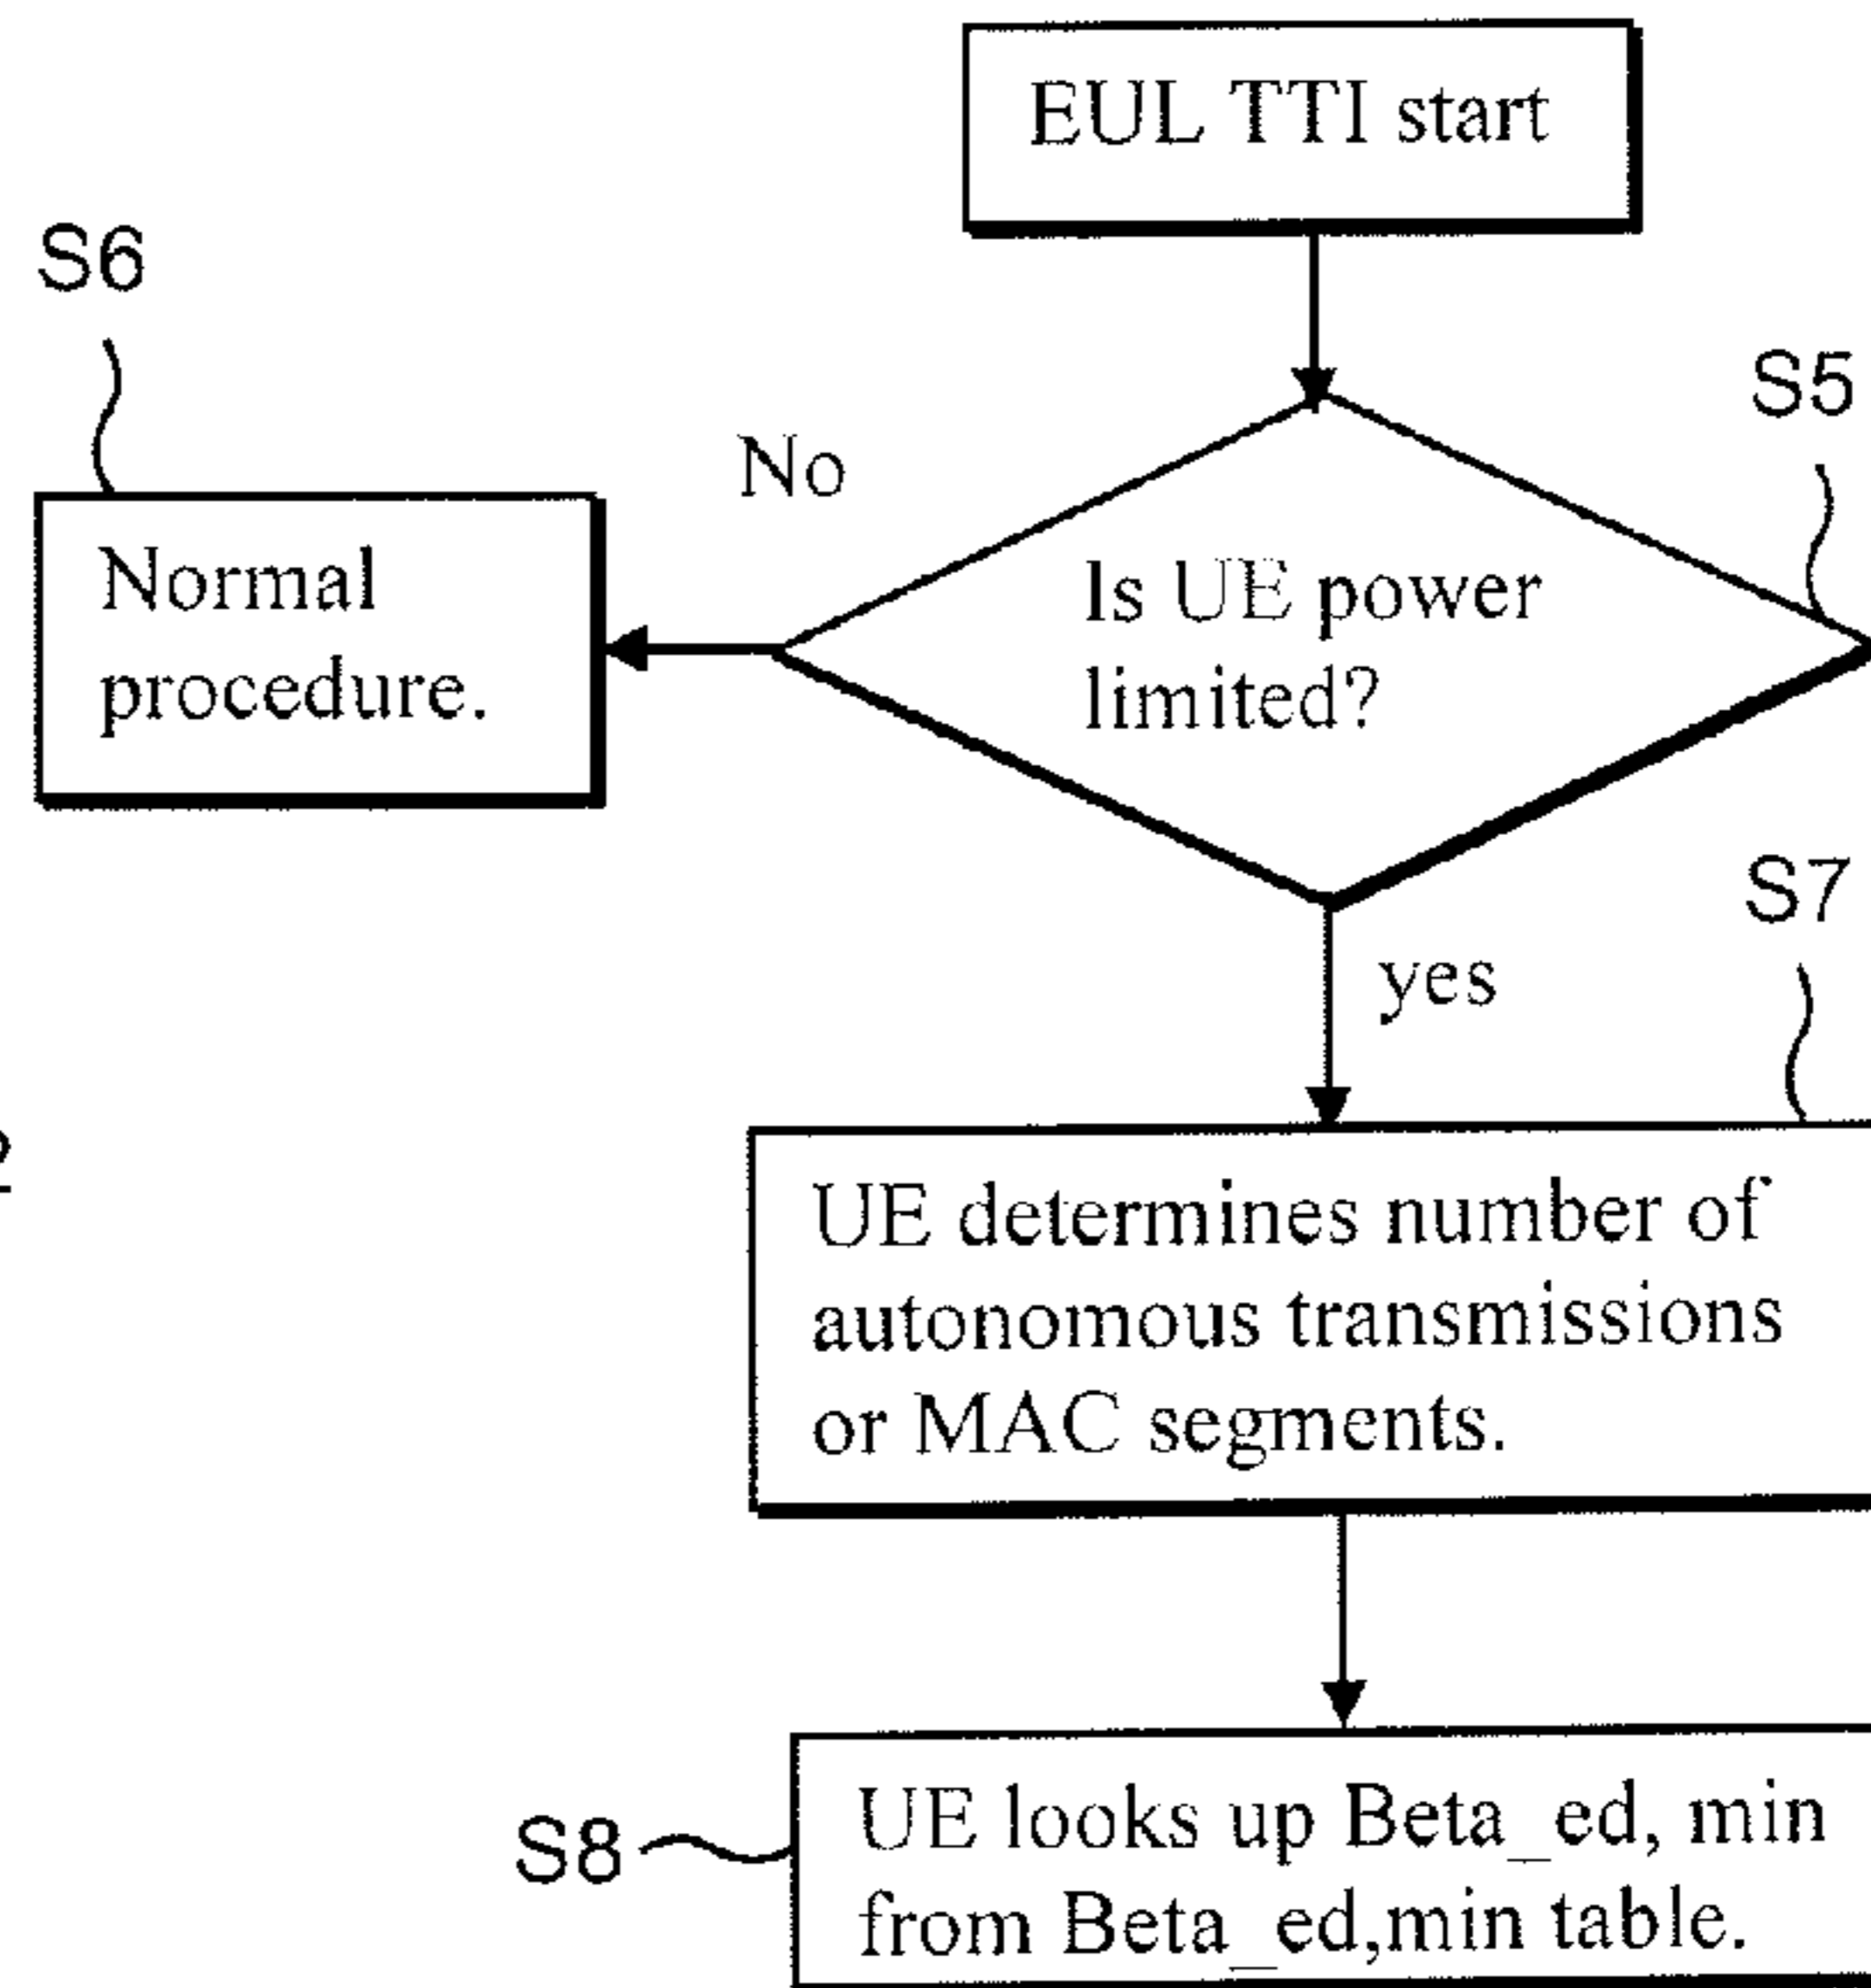 EUL TTI start
S6
S5
No
Normal
procedure.
Is UE power
limited?
S7
yes
UE determines number of
autonomous transmissions
or MAC segments.
S8
UE looks up Beta_ed, min
from Beta_ed,min table.